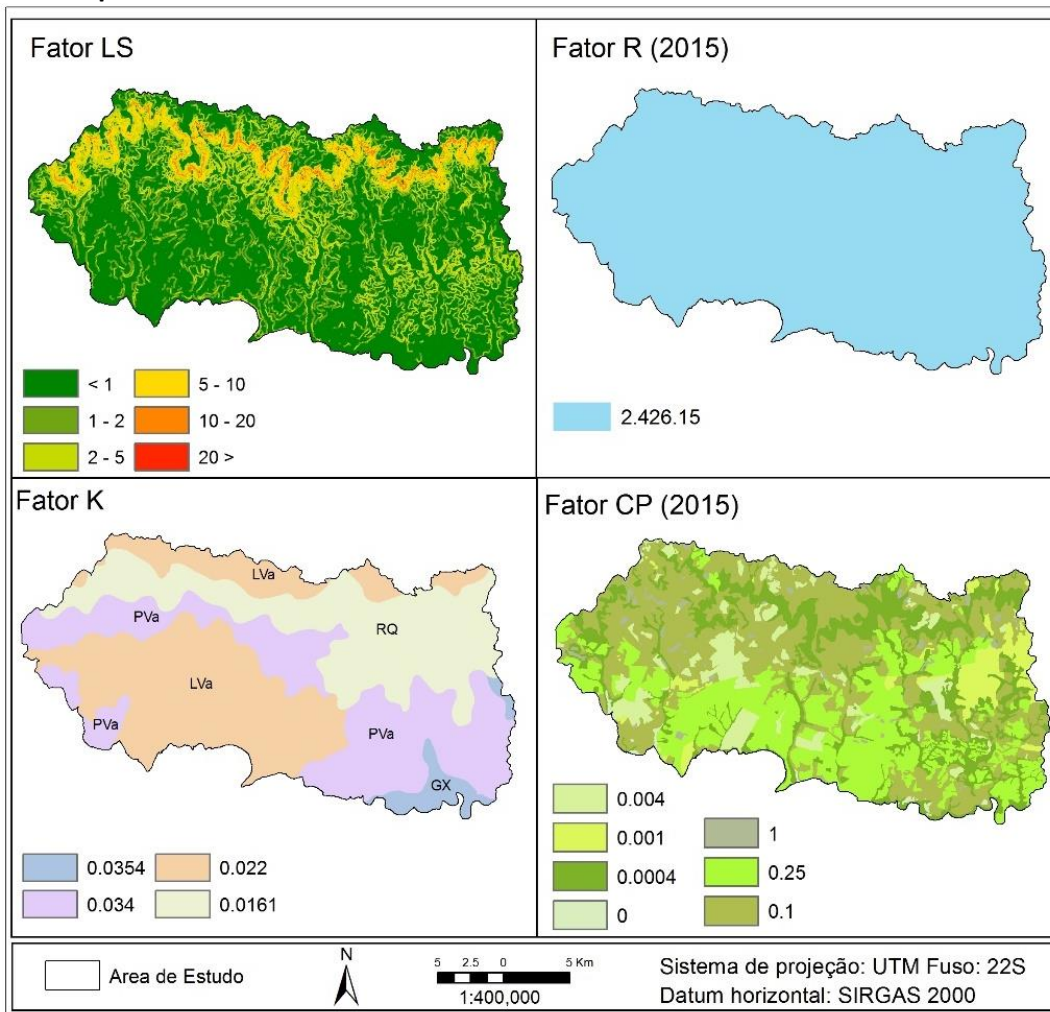 Fator LS
< 1
1 - 2
2 - 5
5 - 10
10 - 20
20 >
Fator R (2015)
2.426.15
Fator K
LVa
PVa
RQ
LVa
PVa
PVa
GX
0.0354
0.034
0.022
0.0161
Fator CP (2015)
0.004
0.001
0.0004
0
1
0.25
0.1
Area de Estudo
N
5 2.5 0 5 Km
1:400,000
Sistema de projeção: UTM Fuso: 22S
Datum horizontal: SIRGAS 2000